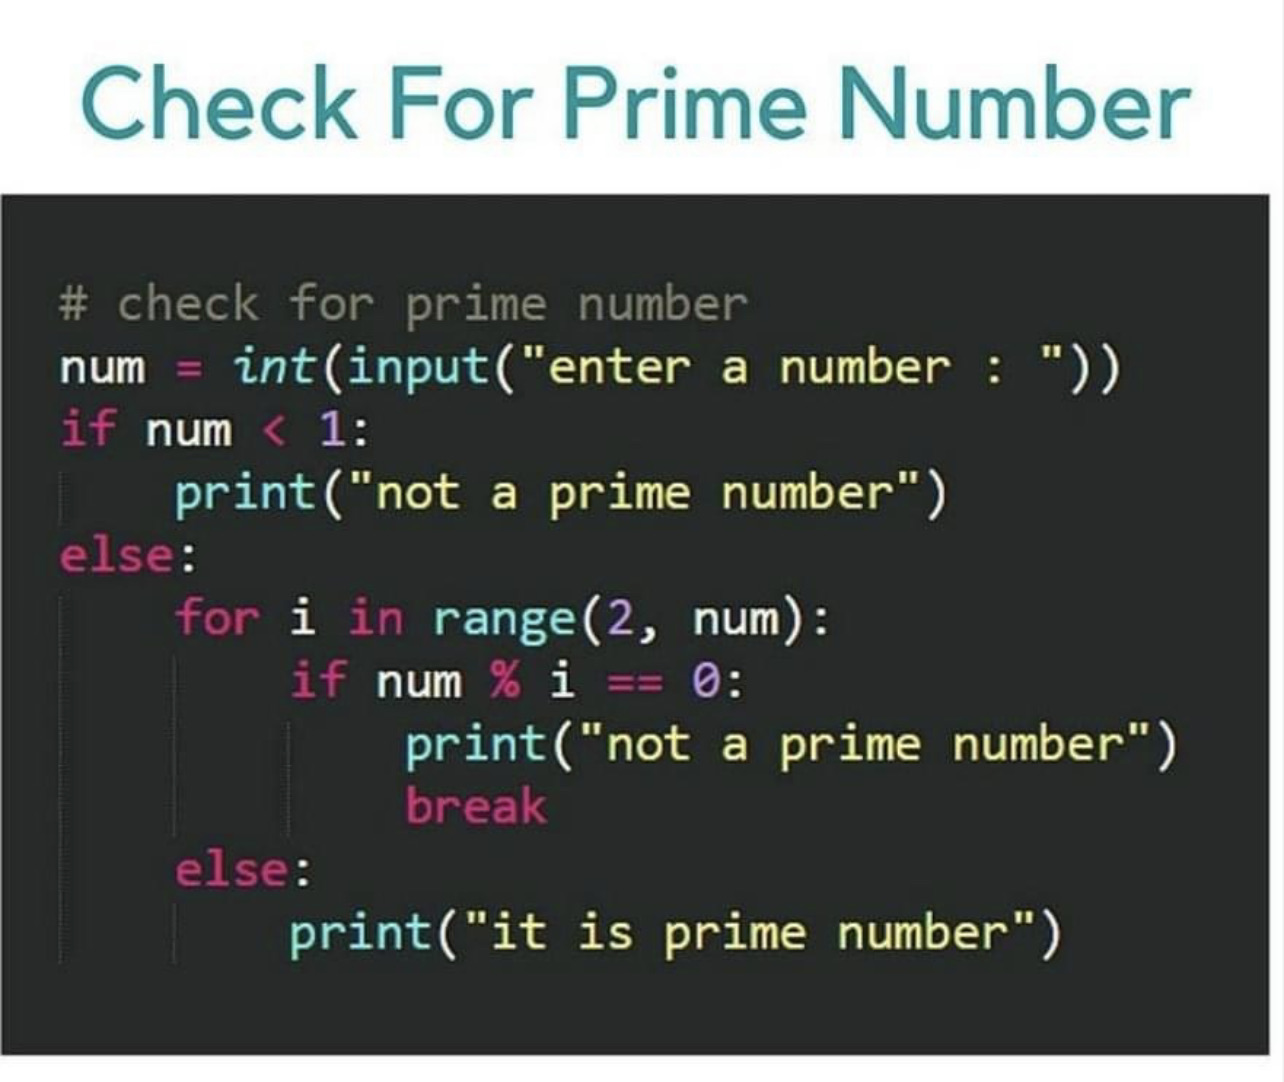 Check For Prime Number
# check for prime number
num = int(input("enter a number : "))
if num < 1:
    print("not a prime number")
else:
    for i in range(2, num):
        if num % i == 0:
            print("not a prime number")
            break
    else:
        print("it is prime number")